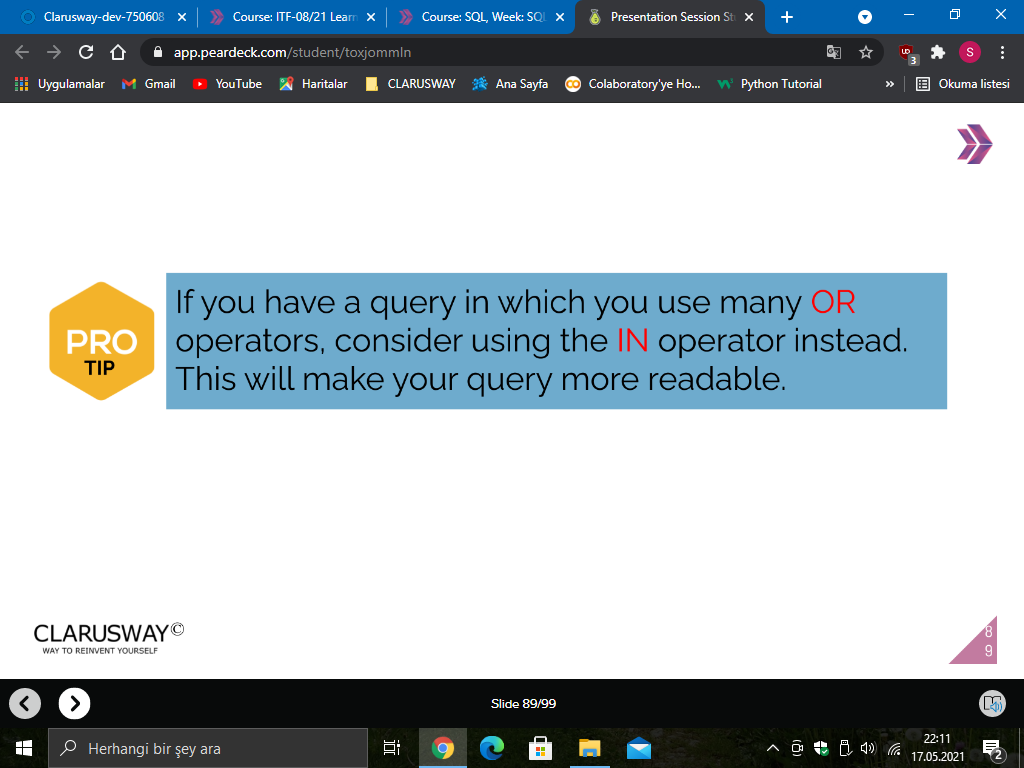 Clarusway-dev-750608
Course: ITF-08/21 Learn
Course: SQL, Week: SQL
Presentation Session St
app.peardeck.com/student/toxjommln
3
S
Uygulamalar
Gmail
YouTube
Haritalar
CLARUSWAY
Ana Sayfa
Colaboratory'ye Ho...
Python Tutorial
»
Okuma listesi
PRO
TIP
If you have a query in which you use many OR
operators, consider using the IN operator instead.
This will make your query more readable.
CLARUSWAY©
WAY TO REINVENT YOURSELF
8
9
Slide 89/99
Herhangi bir şey ara
22:11
17.05.2021
2